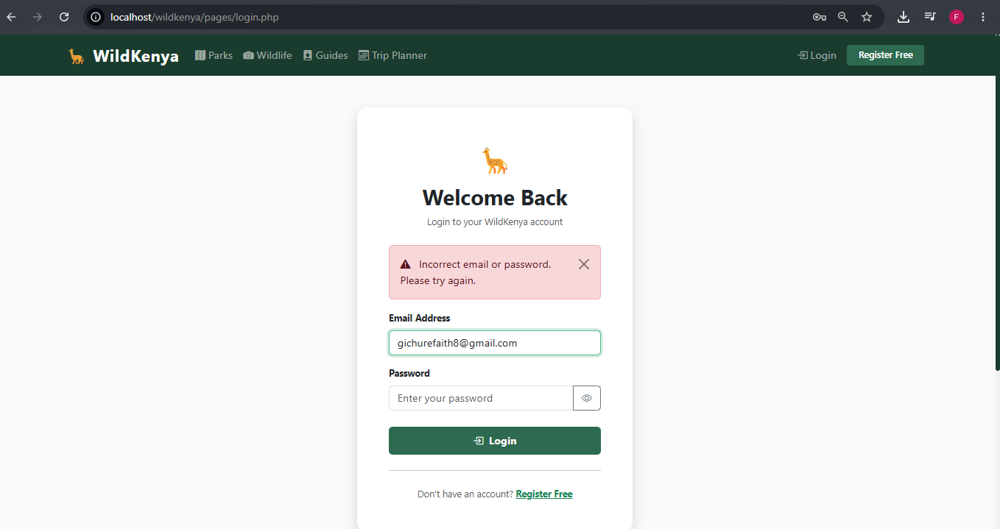 localhost/wildkenya/pages/login.php
F
WildKenya Parks Wildlife Guides Trip Planner Login Register Free
Welcome Back
Login to your WildKenya account
Incorrect email or password.
Please try again.
Email Address
gichurefaith8@gmail.com
Password
Enter your password
Login
Don't have an account? Register Free